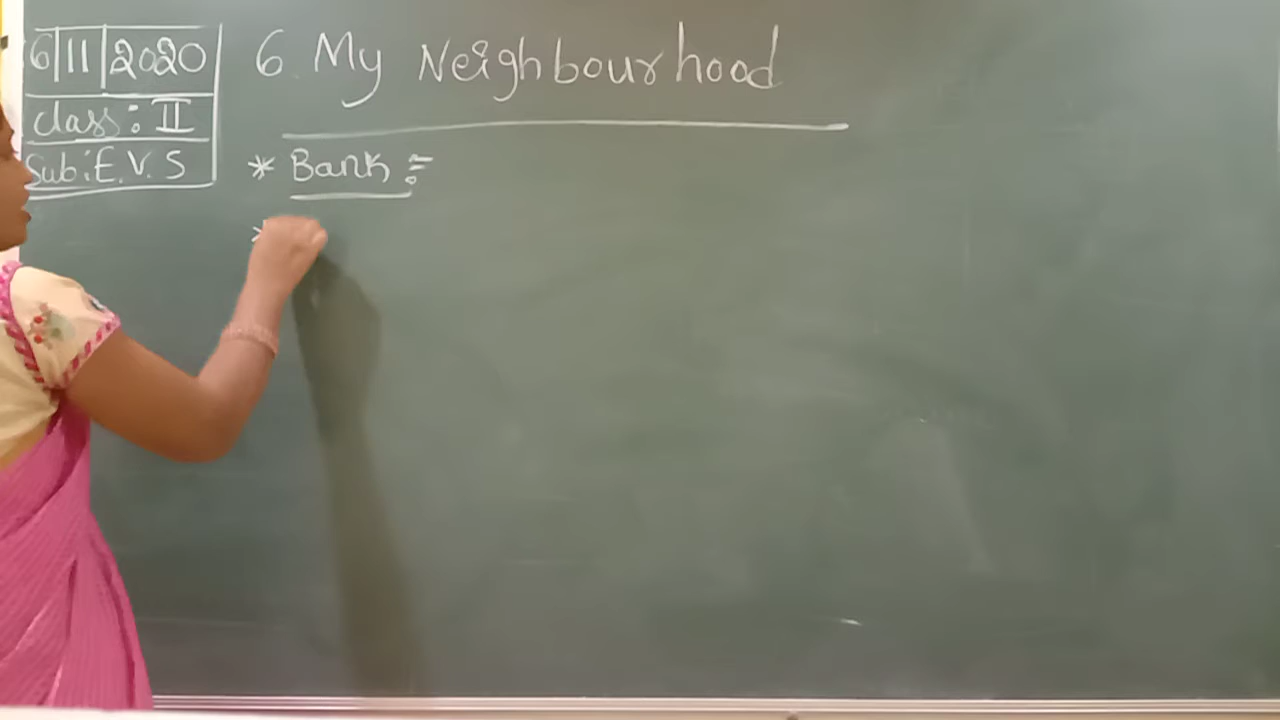 6|11|2020
class: II
Sub: E.V.S
6. My Neighbourhood
* Bank :-
*